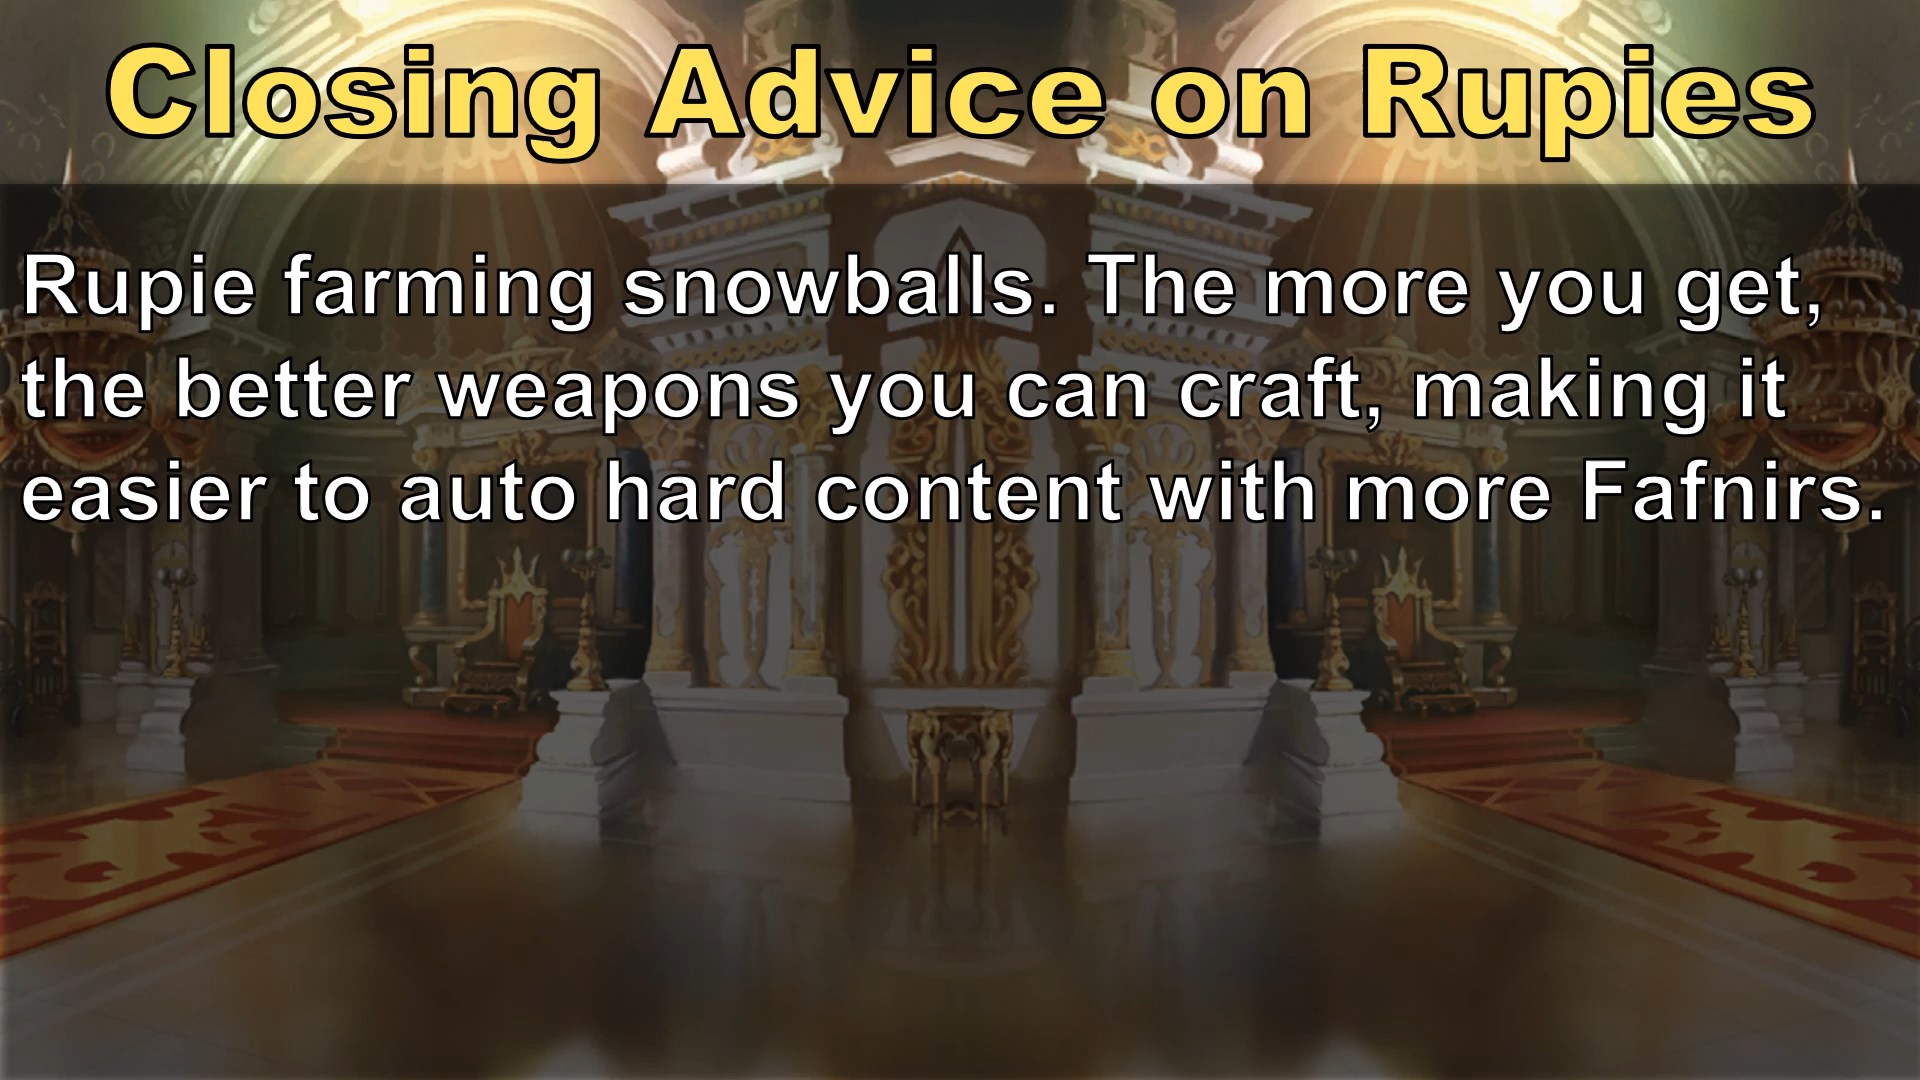 Closing Advice on Rupies
Rupie farming snowballs. The more you get,
the better weapons you can craft, making it
easier to auto hard content with more Fafnirs.